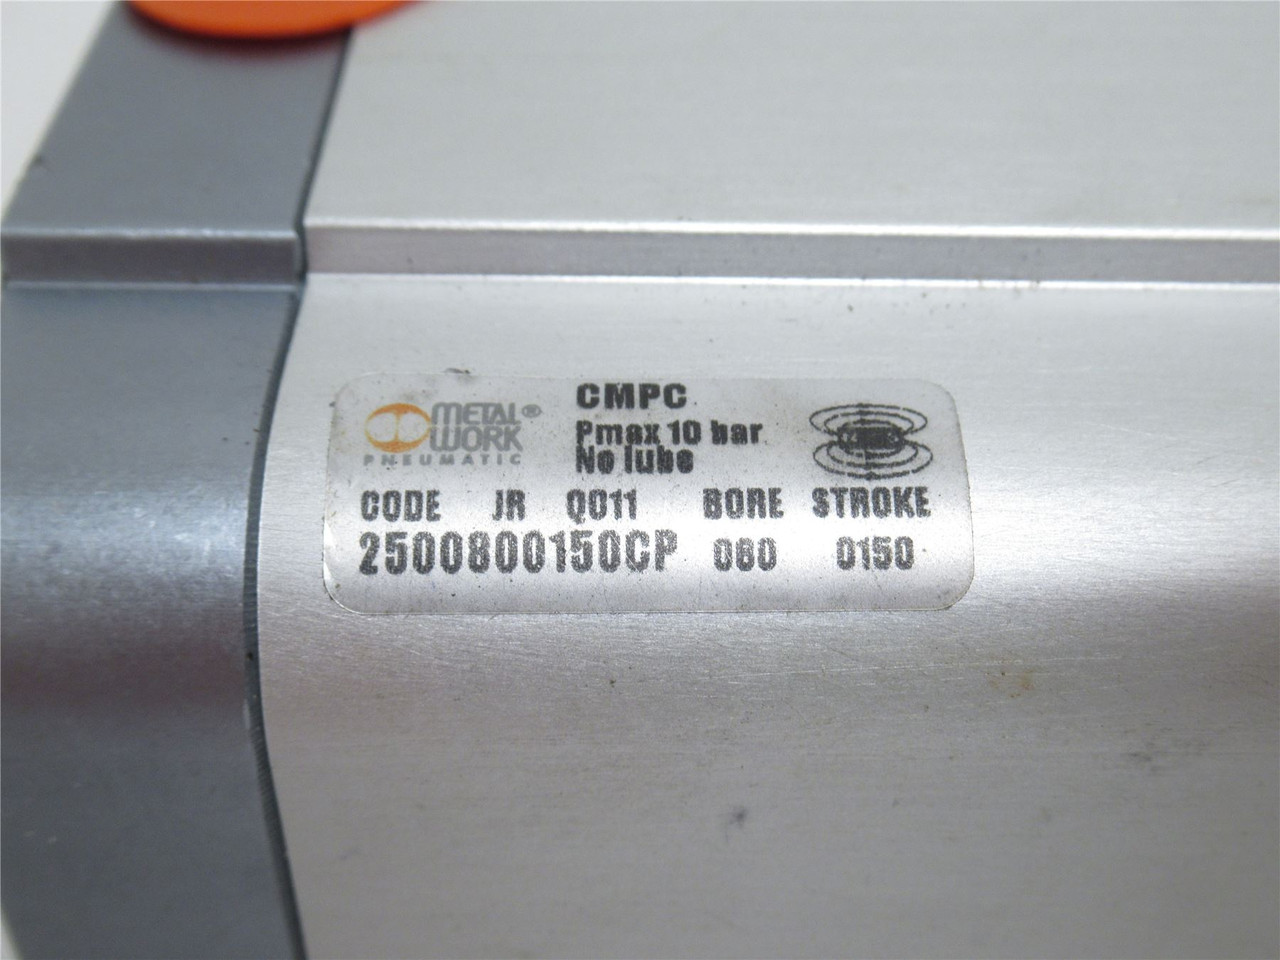 METAL® WORK
PNEUMATIC
CMPC
Pmax 10 bar
No lube
CODE JR Q011 BORE STROKE
2500800150CP 080 0150